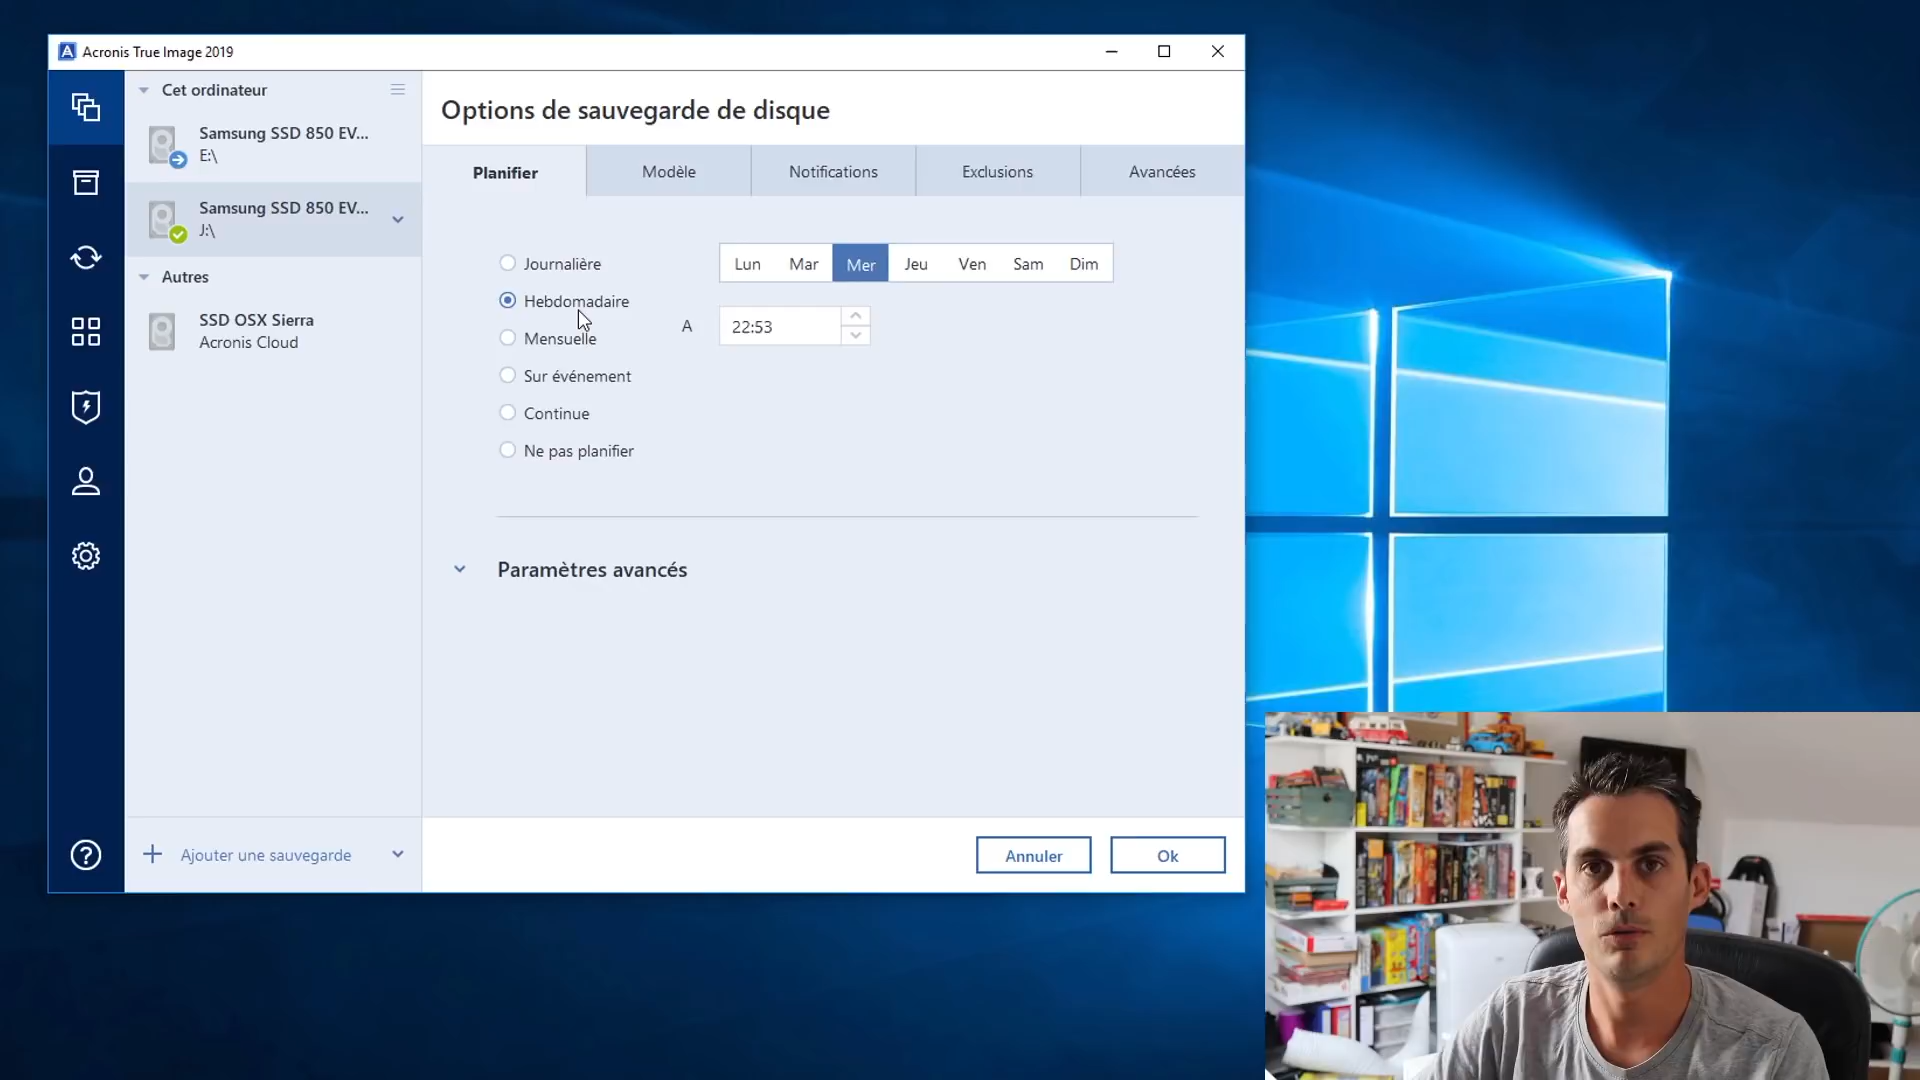 Acronis True Image 2019
Cet ordinateur
Samsung SSD 850 EV...
E:\
Samsung SSD 850 EV...
J:\
Autres
SSD OSX Sierra
Acronis Cloud
Ajouter une sauvegarde
Options de sauvegarde de disque
Planifier
Modèle
Notifications
Exclusions
Avancées
Journalière
Hebdomadaire
Mensuelle
Sur événement
Continue
Ne pas planifier
Lun Mar Mer Jeu Ven Sam Dim
A 22:53
Paramètres avancés
Annuler
Ok